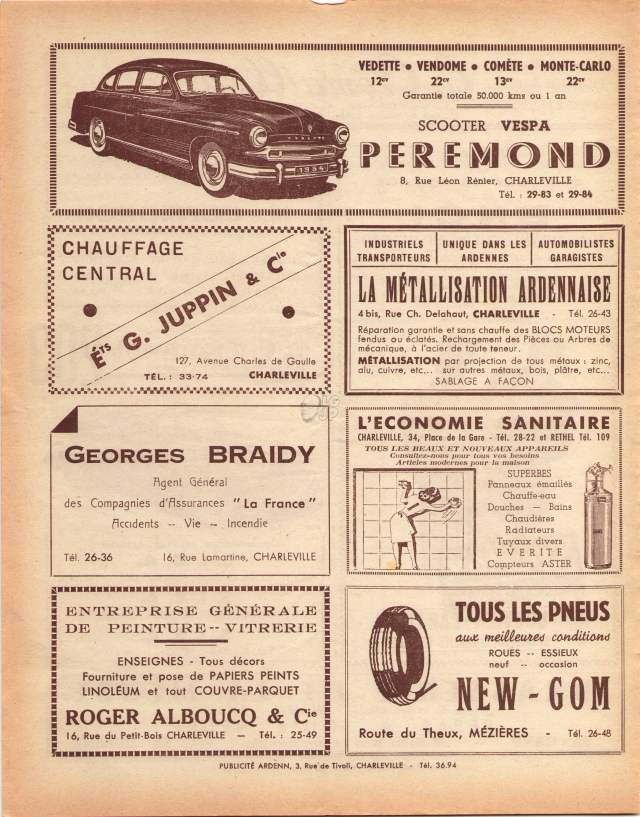 VEDETTE • VENDOME • COMÈTE • MONTE-CARLO
12cv 22cv 13cv 22cv
Garantie totale 50.000 kms ou 1 an
SCOOTER VESPA
PEREMOND
8, Rue Léon Rénier, CHARLEVILLE
Tél. : 29-83 et 29-84
1954
CHAUFFAGE
CENTRAL
Éts G. JUPPIN & Cie
127, Avenue Charles de Gaulle
TÉL. : 33-74 CHARLEVILLE
INDUSTRIELS UNIQUE DANS LES AUTOMOBILISTES
TRANSPORTEURS ARDENNES GARAGISTES
LA MÉTALLISATION ARDENNAISE
4 bis, Rue Ch. Delahaut, CHARLEVILLE - Tél. 26-43
Réparation garantie et sans chauffe des BLOCS MOTEURS
fendus ou éclatés. Rechargement des Pièces ou Arbres de
mécanique, à l'acier de toute teneur.
MÉTALLISATION par projection de tous métaux : zinc,
alu, cuivre, etc... sur autres métaux, bois, plâtre, etc...
SABLAGE A FAÇON
GEORGES BRAIDY
Agent Général
des Compagnies d'Assurances "La France"
Accidents -- Vie -- Incendie
Tél. 26-36 16, Rue Lamartine, CHARLEVILLE
L'ECONOMIE SANITAIRE
CHARLEVILLE, 34, Place de la Gare - Tél. 28-22 et RETHEL Tél. 109
TOUS LES BEAUX ET NOUVEAUX APPAREILS
Consultez-nous pour tous vos besoins
Articles modernes pour la maison
SUPERBES
Panneaux émaillés
Chauffe-eau
Douches — Bains
Chaudières
Radiateurs
Tuyaux divers
EVERITE
Compteurs ASTER
ENTREPRISE GÉNÉRALE
DE PEINTURE -- VITRERIE
ENSEIGNES - Tous décors
Fourniture et pose de PAPIERS PEINTS
LINOLÉUM et tout COUVRE-PARQUET
ROGER ALBOUCQ & Cie
16, Rue du Petit-Bois CHARLEVILLE — Tél. : 25-49
TOUS LES PNEUS
aux meilleures conditions
ROUES -- ESSIEUX
neuf -- occasion
NEW - GOM
Route du Theux, MÉZIÈRES - Tél. 26-48
PUBLICITÉ ARDENN, 3, Rue de Tivoli, CHARLEVILLE - Tél. 36.94